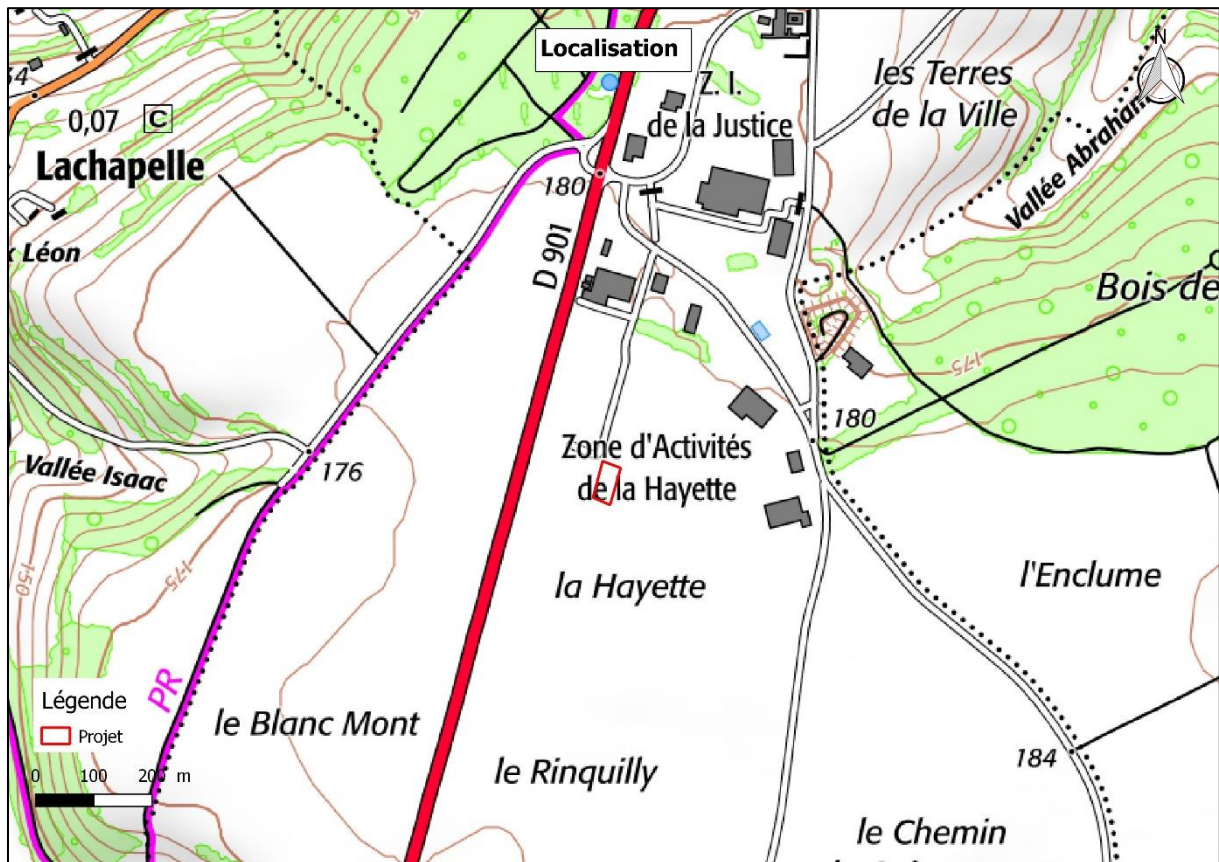 Localisation
N
les Terres
de la Ville
Z. I.
de la Justice
0,07 C
Lachapelle
180
Vallée Abraham
D 901
Léon
Bois de
175
180
Zone d'Activités
de la Hayette
Vallée Isaac
176
150
175
la Hayette
l'Enclume
PR
Légende
Projet
le Blanc Mont
0 100 200 m
le Rinquilly
184
le Chemin